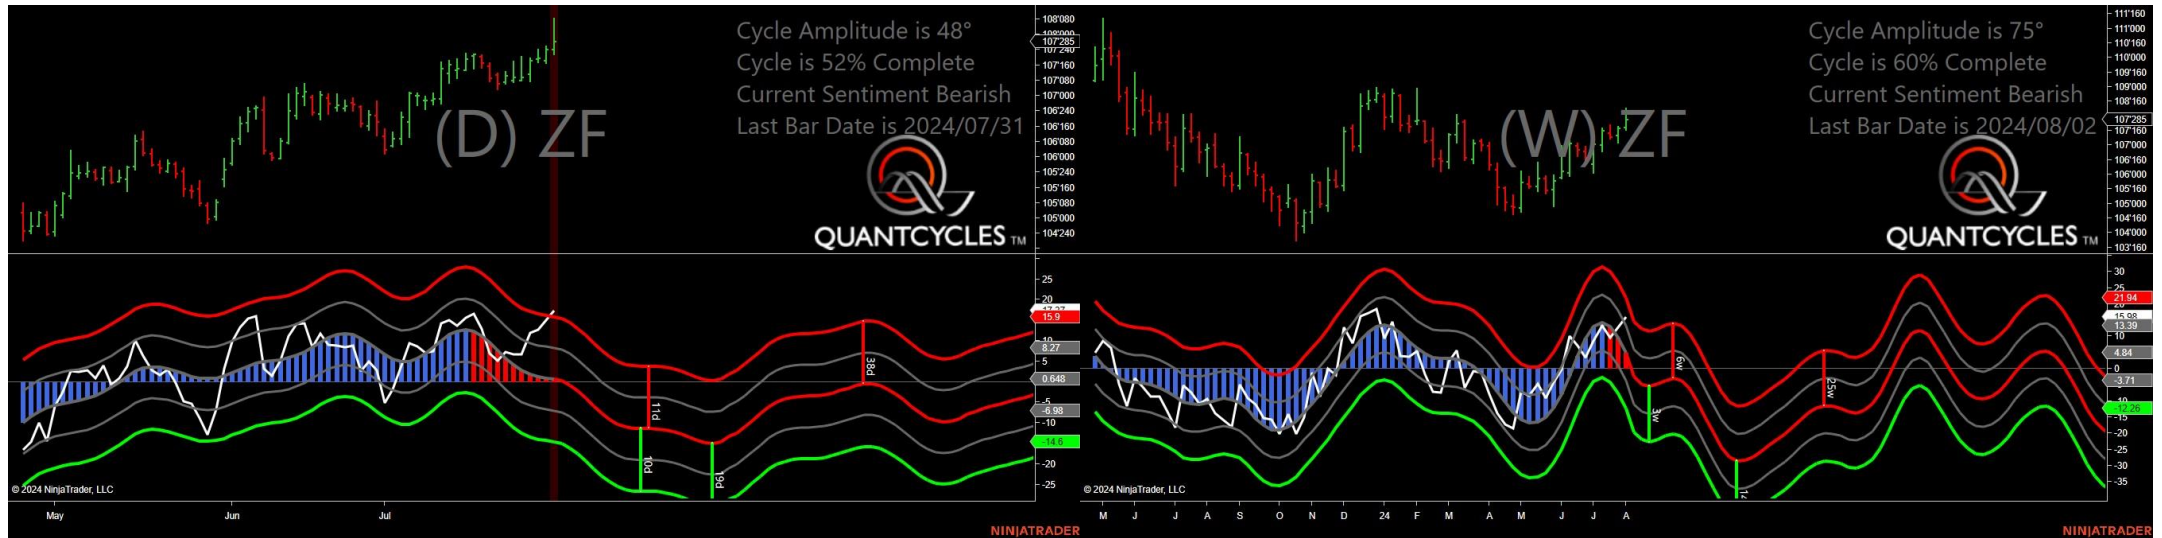 Cycle Amplitude is 48°
Cycle is 52% Complete
Current Sentiment Bearish
Last Bar Date is 2024/07/31
(D) ZF
QUANTCYCLES TM
108'080
107'285
107'240
107'160
107'080
107'000
106'240
106'160
106'080
106'000
105'240
105'160
105'080
105'000
104'240
25
20
15.9
10
8.27
5
0.648
-5
-6.98
-10
-14.6
-20
-25
11d
10d
19d
38d
© 2024 NinjaTrader, LLC
May Jun Jul
NINJATRADER
Cycle Amplitude is 75°
Cycle is 60% Complete
Current Sentiment Bearish
Last Bar Date is 2024/08/02
(W) ZF
QUANTCYCLES TM
111'160
111'000
110'160
110'000
109'160
109'000
108'160
107'285
107'160
107'000
106'160
106'000
105'160
105'000
104'160
104'000
103'160
30
25
21.94
20
15.98
13.39
4.84
0
-3.71
-10
-12.26
-15
-20
-25
-30
-35
6w
3w
25w
© 2024 NinjaTrader, LLC
M J J A S O N D 24 F M A M J J A
NINJATRADER